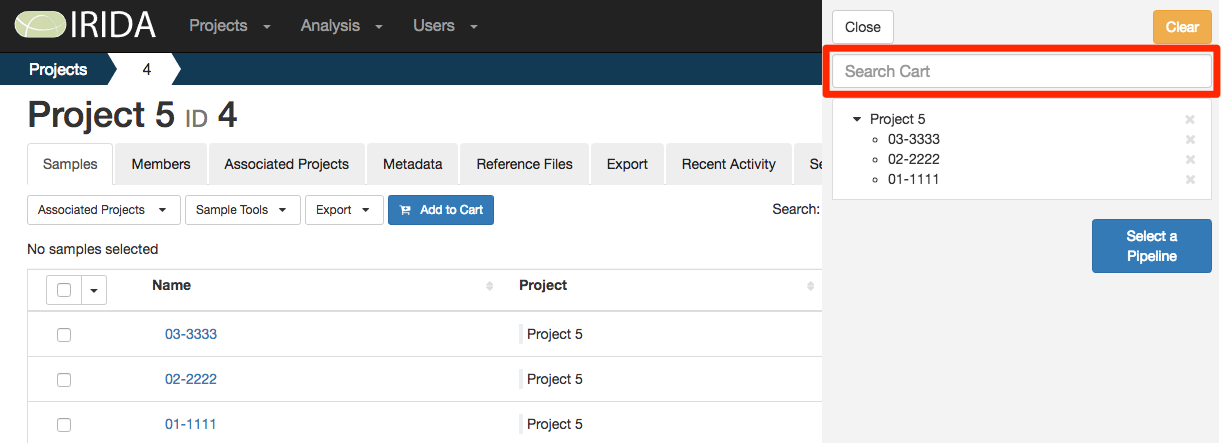 IRIDA Projects Analysis Users
Projects 4
Project 5 ID 4
Samples Members Associated Projects Metadata Reference Files Export Recent Activity Se
Associated Projects Sample Tools Export Add to Cart Search:
No samples selected
Name Project
03-3333 Project 5
02-2222 Project 5
01-1111 Project 5
Close Clear
Search Cart
Project 5
03-3333
02-2222
01-1111
Select a
Pipeline